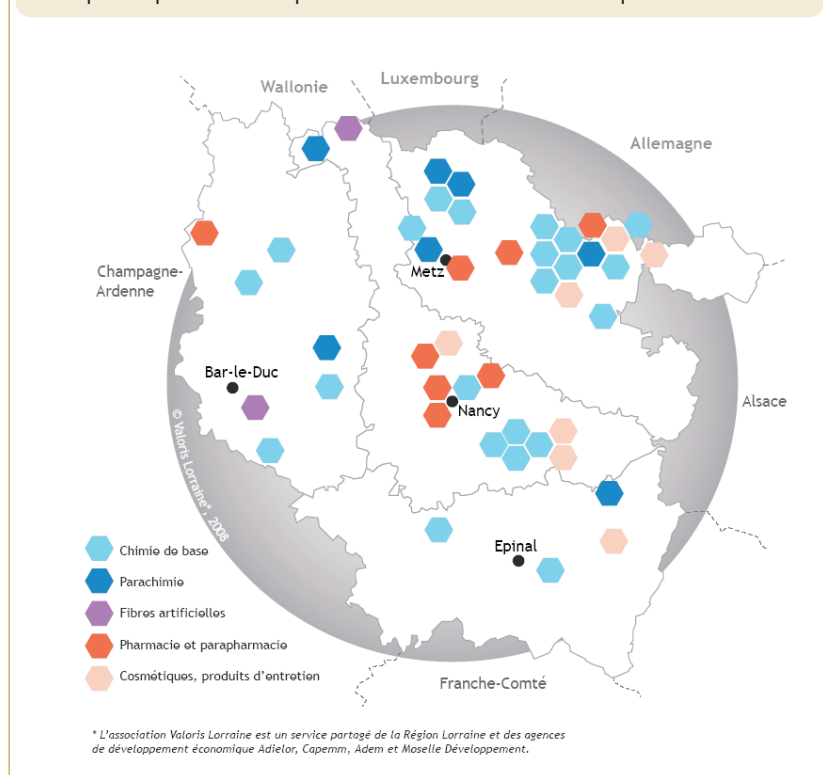 Wallonie
Luxembourg
Allemagne
Champagne-
Ardenne
Metz
Bar-le-Duc
Nancy
Alsace
© Valoris Lorraine*, 2008
Epinal
Chimie de base
Parachimie
Fibres artificielles
Pharmacie et parapharmacie
Cosmétiques, produits d'entretien
Franche-Comté
* L'association Valoris Lorraine est un service partagé de la Région Lorraine et des agences
de développement économique Adielor, Capemm, Adem et Moselle Développement.